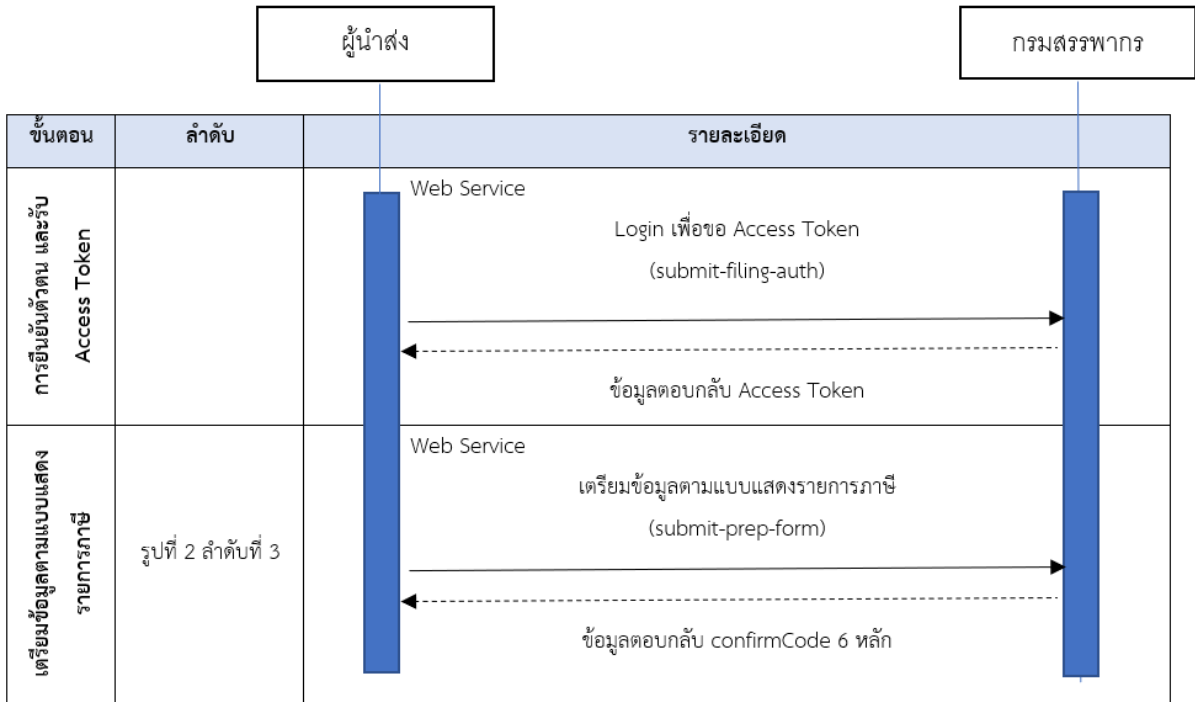 ผู้นำส่ง
กรมสรรพากร
ขั้นตอน
ลำดับ
รายละเอียด
การยืนยันตัวตน และรับ
Access Token
Web Service
Login เพื่อขอ Access Token
(submit-filing-auth)
ข้อมูลตอบกลับ Access Token
เตรียมข้อมูลตามแบบแสดง
รายการภาษี
รูปที่ 2 ลำดับที่ 3
Web Service
เตรียมข้อมูลตามแบบแสดงรายการภาษี
(submit-prep-form)
ข้อมูลตอบกลับ confirmCode 6 หลัก